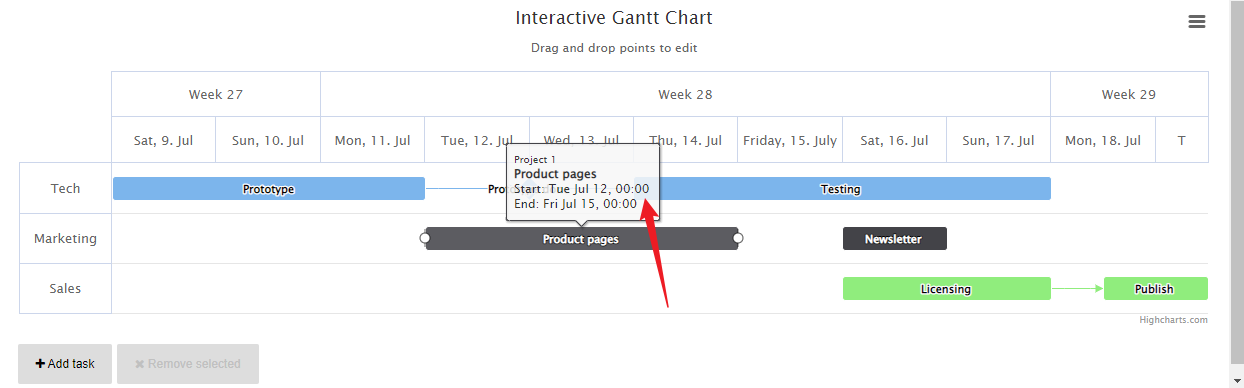 Interactive Gantt Chart
Drag and drop points to edit
Week 27
Week 28
Week 29
Sat, 9. Jul
Sun, 10. Jul
Mon, 11. Jul
Tue, 12. Jul
Wed, 13. Jul
Thu, 14. Jul
Friday, 15. July
Sat, 16. Jul
Sun, 17. Jul
Mon, 18. Jul
T
Project 1
Product pages
Start: Tue Jul 12, 00:00
End: Fri Jul 15, 00:00
Tech
Prototype
Testing
Marketing
Product pages
Newsletter
Sales
Licensing
Publish
Highcharts.com
+ Add task
✖ Remove selected